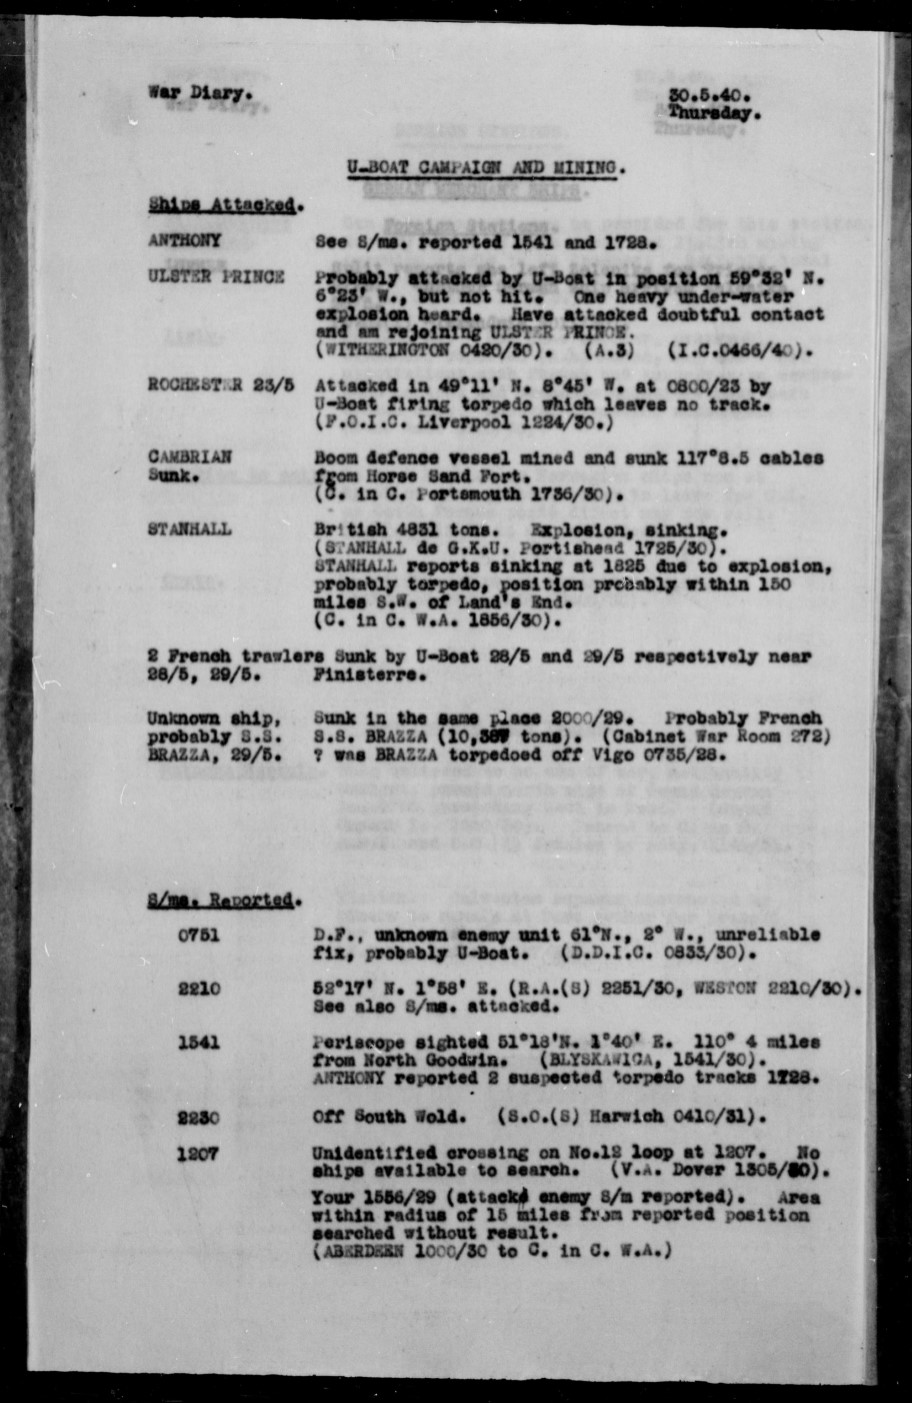 War Diary. 30.5.40.
Thursday.
U-BOAT CAMPAIGN AND MINING.
Ships Attacked.
ANTHONY See S/ms. reported 1541 and 1728.
ULSTER PRINCE Probably attacked by U-Boat in position 59°32' N.
6°23' W., but not hit. One heavy under-water
explosion heard. Have attacked doubtful contact
and am rejoining ULSTER PRINCE.
(WITHERINGTON 0420/30). (A.3) (I.C.0466/40).
ROCHESTER 23/5 Attacked in 49°11' N. 8°45' W. at 0800/23 by
U-Boat firing torpedo which leaves no track.
(F.O.I.C. Liverpool 1224/30.)
CAMBRIAN Boom defence vessel mined and sunk 117°8.5 cables
Sunk. from Horse Sand Fort.
(C. in C. Portsmouth 1736/30).
STANHALL British 4831 tons. Explosion, sinking.
(STANHALL de G.K.U. Portishead 1725/30).
STANHALL reports sinking at 1825 due to explosion,
probably torpedo, position probably within 150
miles S.W. of Land's End.
(C. in C. W.A. 1856/30).
2 French trawlers Sunk by U-Boat 28/5 and 29/5 respectively near
28/5, 29/5. Finisterre.
Unknown ship, Sunk in the same place 2000/29. Probably French
probably S.S. S.S. BRAZZA (10,387 tons). (Cabinet War Room 272)
BRAZZA, 29/5. ? was BRAZZA torpedoed off Vigo 0735/28.
S/ms. Reported.
0751 D.F., unknown enemy unit 61°N., 2° W., unreliable
fix, probably U-Boat. (D.D.I.C. 0833/30).
2210 52°17' N. 1°58' E. (R.A.(S) 2251/30, WESTON 2210/30).
See also S/ms. attacked.
1541 Periscope sighted 51°18'N. 1°40' E. 110° 4 miles
from North Goodwin. (BLYSKAWICA, 1541/30).
ANTHONY reported 2 suspected torpedo tracks 1728.
2230 Off South Wold. (S.O.(S) Harwich 0410/31).
1207 Unidentified crossing on No.12 loop at 1207. No
ships available to search. (V.A. Dover 1305/30).
Your 1556/29 (attack enemy S/m reported). Area
within radius of 15 miles from reported position
searched without result.
(ABERDEEN 1000/30 to C. in C. W.A.)